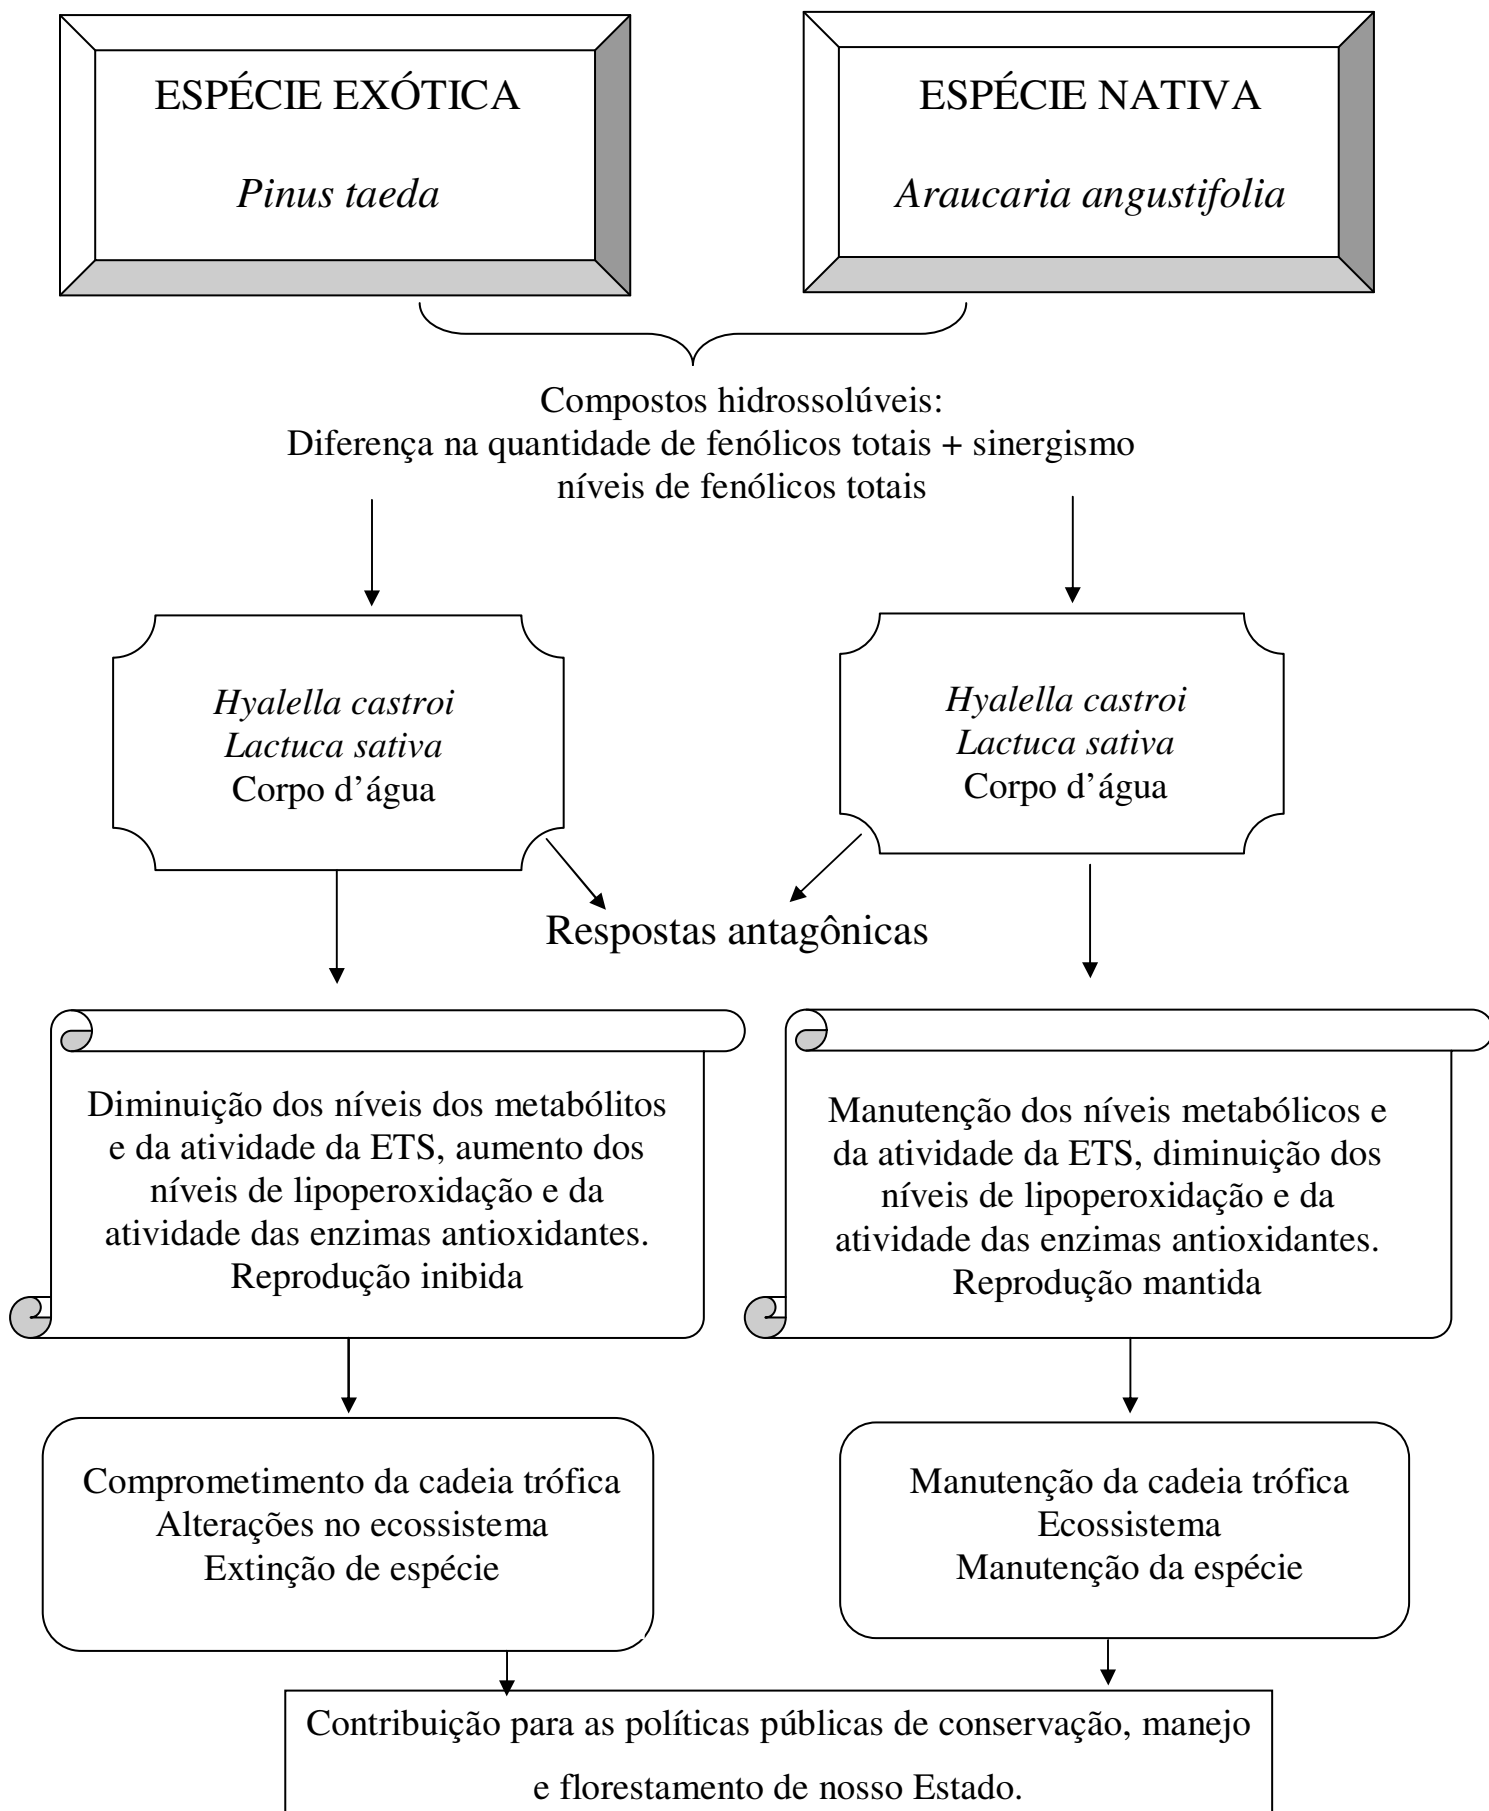 ESPÉCIE EXÓTICA
Pinus taeda
ESPÉCIE NATIVA
Araucaria angustifolia
Compostos hidrossolúveis:
Diferença na quantidade de fenólicos totais + sinergismo
níveis de fenólicos totais
Hyalella castroi
Lactuca sativa
Corpo d’água
Hyalella castroi
Lactuca sativa
Corpo d’água
Respostas antagônicas
Diminuição dos níveis dos metabólitos
e da atividade da ETS, aumento dos
níveis de lipoperoxidação e da
atividade das enzimas antioxidantes.
Reprodução inibida
Manutenção dos níveis metabólicos e
da atividade da ETS, diminuição dos
níveis de lipoperoxidação e da
atividade das enzimas antioxidantes.
Reprodução mantida
Comprometimento da cadeia trófica
Alterações no ecossistema
Extinção de espécie
Manutenção da cadeia trófica
Ecossistema
Manutenção da espécie
Contribuição para as políticas públicas de conservação, manejo
e florestamento de nosso Estado.